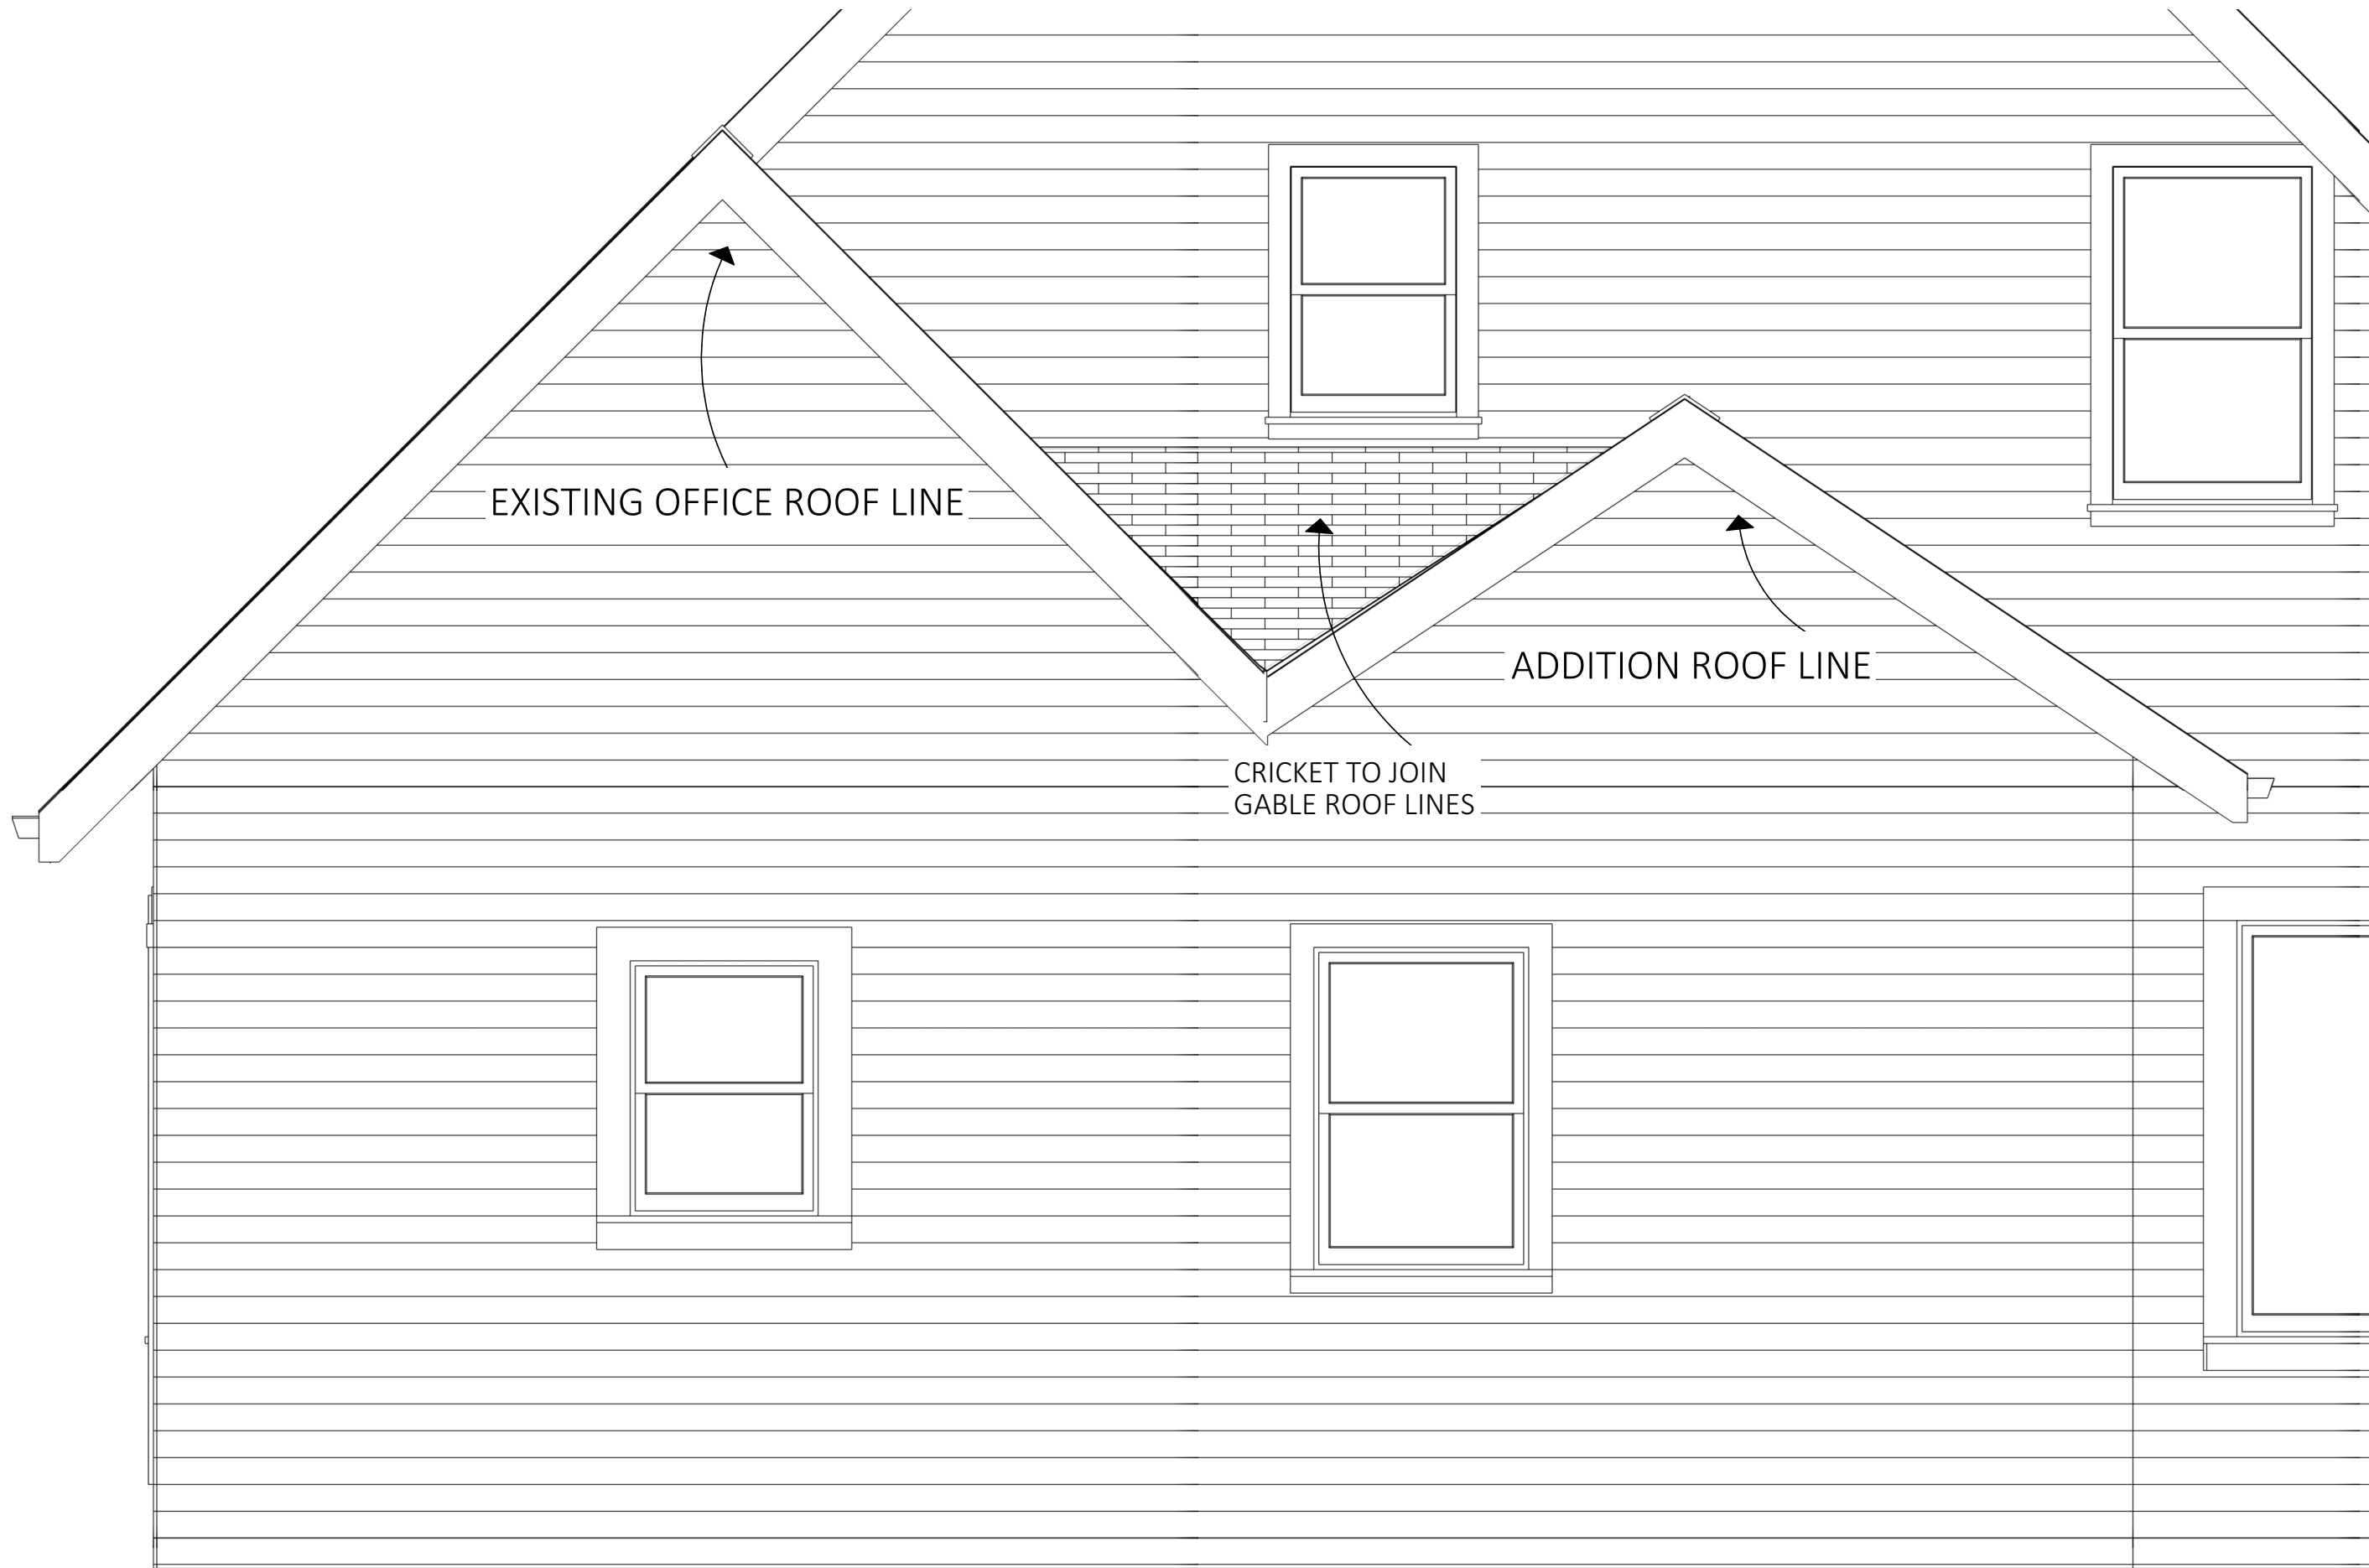 EXISTING OFFICE ROOF LINE
ADDITION ROOF LINE
CRICKET TO JOIN
GABLE ROOF LINES